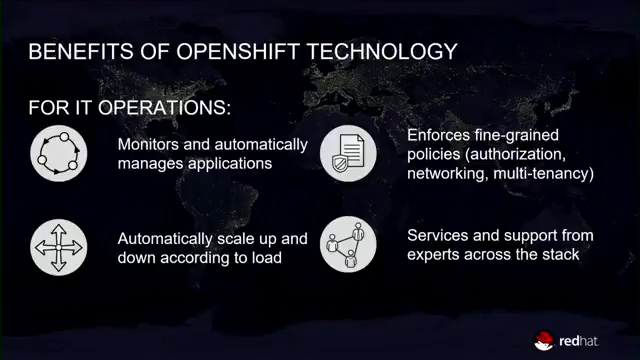 BENEFITS OF OPENSHIFT TECHNOLOGY
FOR IT OPERATIONS:
Monitors and automatically
manages applications
Enforces fine-grained
policies (authorization,
networking, multi-tenancy)
Automatically scale up and
down according to load
Services and support from
experts across the stack
redhat